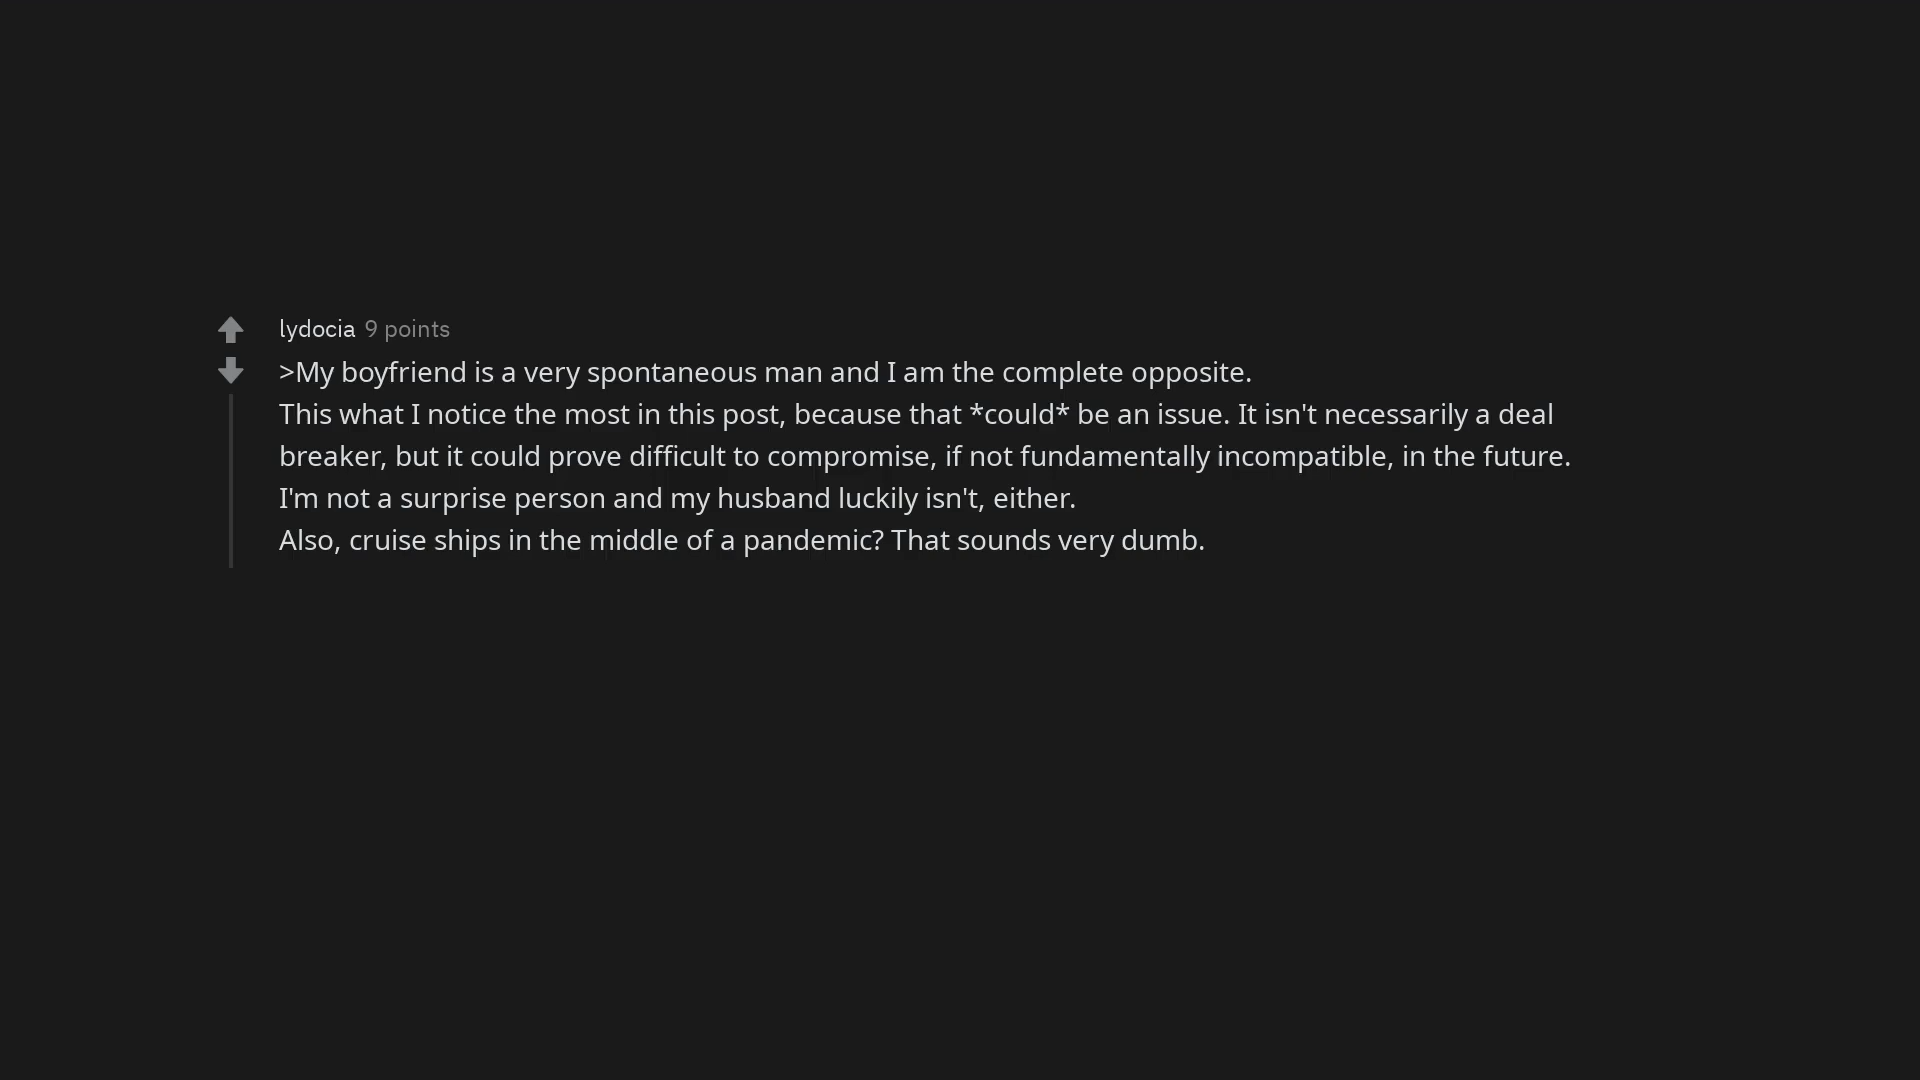 lydocia 9 points
>My boyfriend is a very spontaneous man and I am the complete opposite.
This what I notice the most in this post, because that *could* be an issue. It isn't necessarily a deal
breaker, but it could prove difficult to compromise, if not fundamentally incompatible, in the future.
I'm not a surprise person and my husband luckily isn't, either.
Also, cruise ships in the middle of a pandemic? That sounds very dumb.